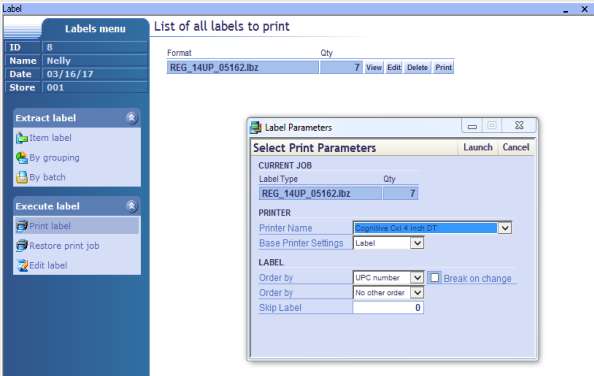 Label
Labels menu
List of all labels to print
ID 8
Name Nelly
Date 03/16/17
Store 001
Format Qty
REG_14UP_05162.lbz 7 View Edit Delete Print
Extract label
Item label
By grouping
By batch
Execute label
Print label
Restore print job
Edit label
Label Parameters
Select Print Parameters Launch Cancel
CURRENT JOB
Label Type Qty
REG_14UP_05162.lbz 7
PRINTER
Printer Name Cognitive Cxi 4 inch DT
Base Printer Settings Label
LABEL
Order by UPC number Break on change
Order by No other order
Skip Label 0